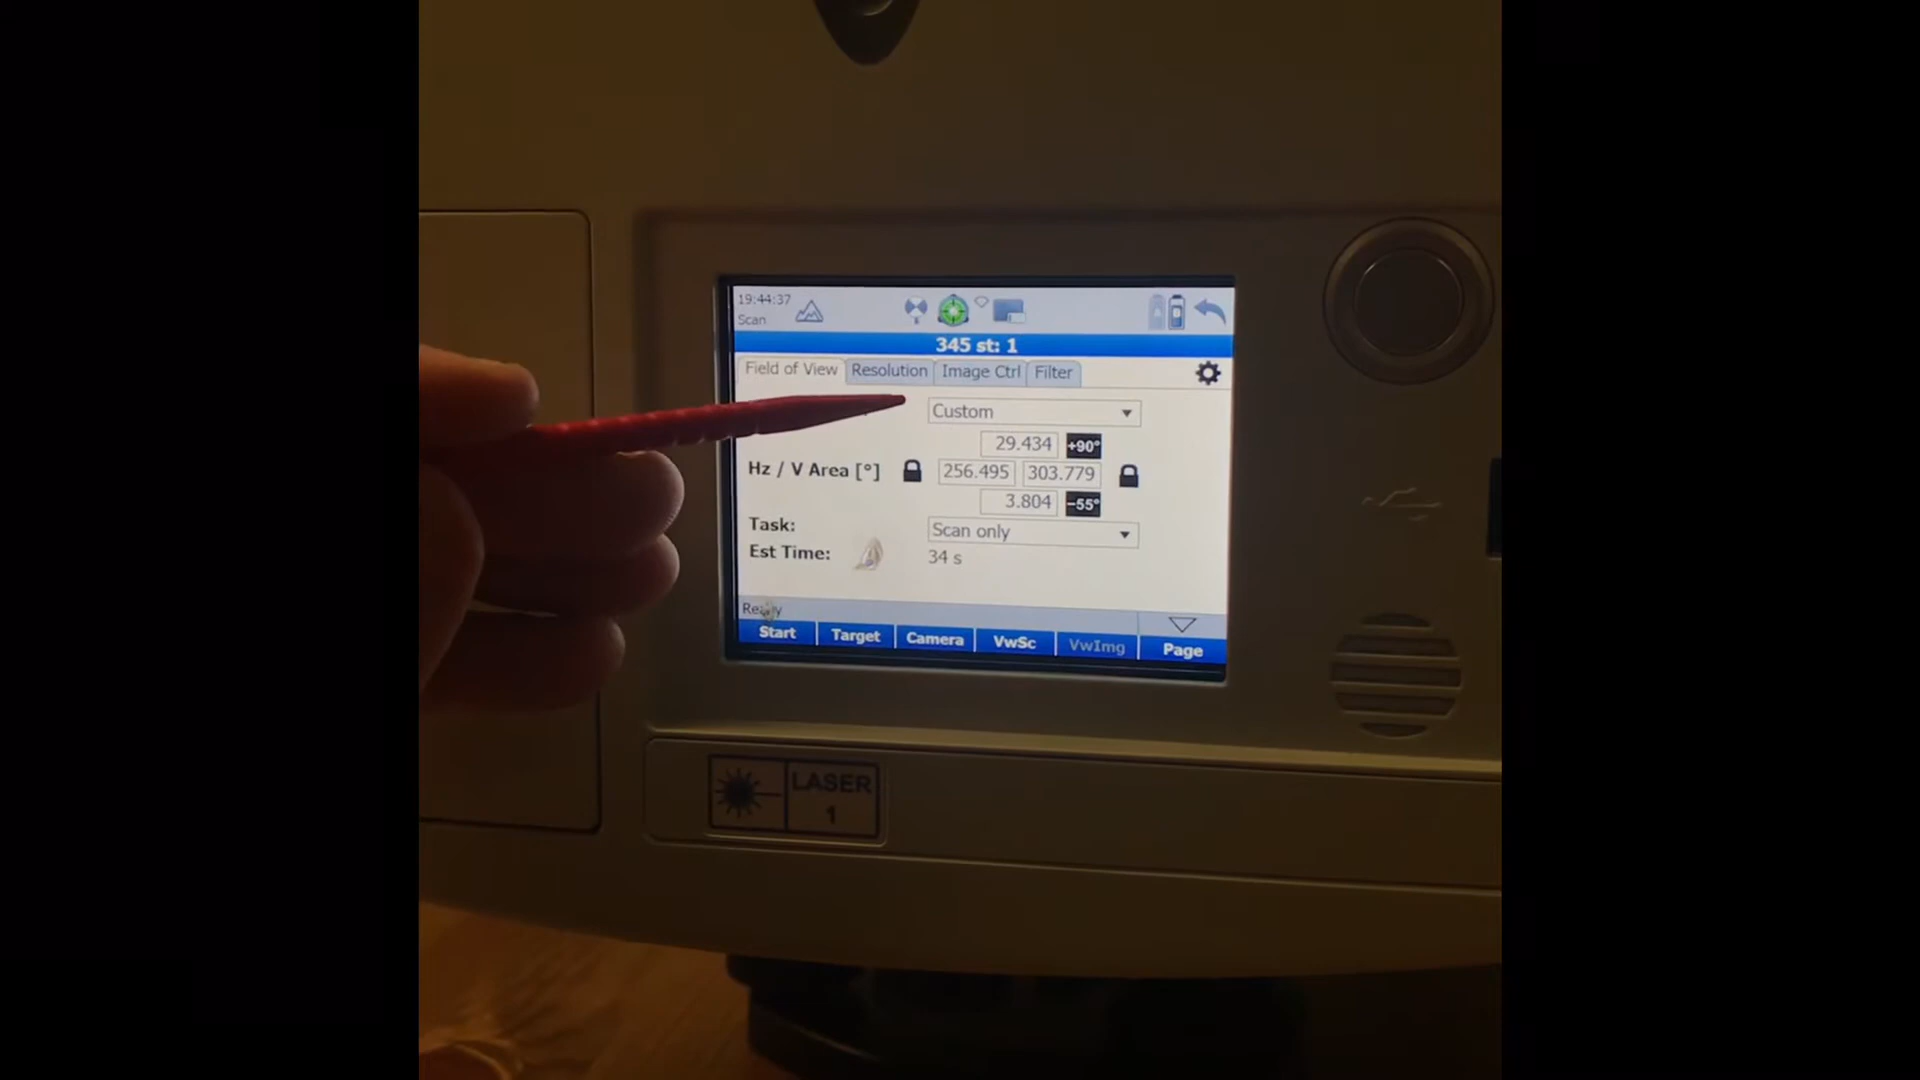 19:44:37
Scan
345 st: 1
Field of View Resolution Image Ctrl Filter
Custom
29.434 +90°
Hz / V Area [°] 256.495 303.779
3.804 -55°
Task: Scan only
Est Time: 34 s
Ready
Start Target Camera VwSc VwImg Page
LASER
1